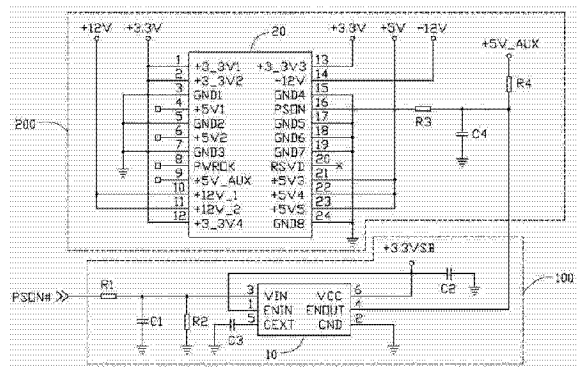 +12V +3.3V 20 +3.3V +5V -12V
+5V_AUX
1 +3_3V1 +3_3V3 13
2 +3_3V2 -12V 14
3 GND1 GND4 15
4 +5V1 PSON 16
5 GND2 GND5 17
6 +5V2 GND6 18
7 GND3 GND7 19
8 PWROK RSVD 20
9 +5V_AUX +5V3 21
10 +12V_1 +5V4 22
11 +12V_2 +5V5 23
12 +3_3V4 GND8 24
R4
R3
C4
200
+3.3VSB
100
PSON# R1
C1
R2
C3
C2
3 VIN VCC 6
1 ENIN ENOUT 4
5 CEXT GND 2
10